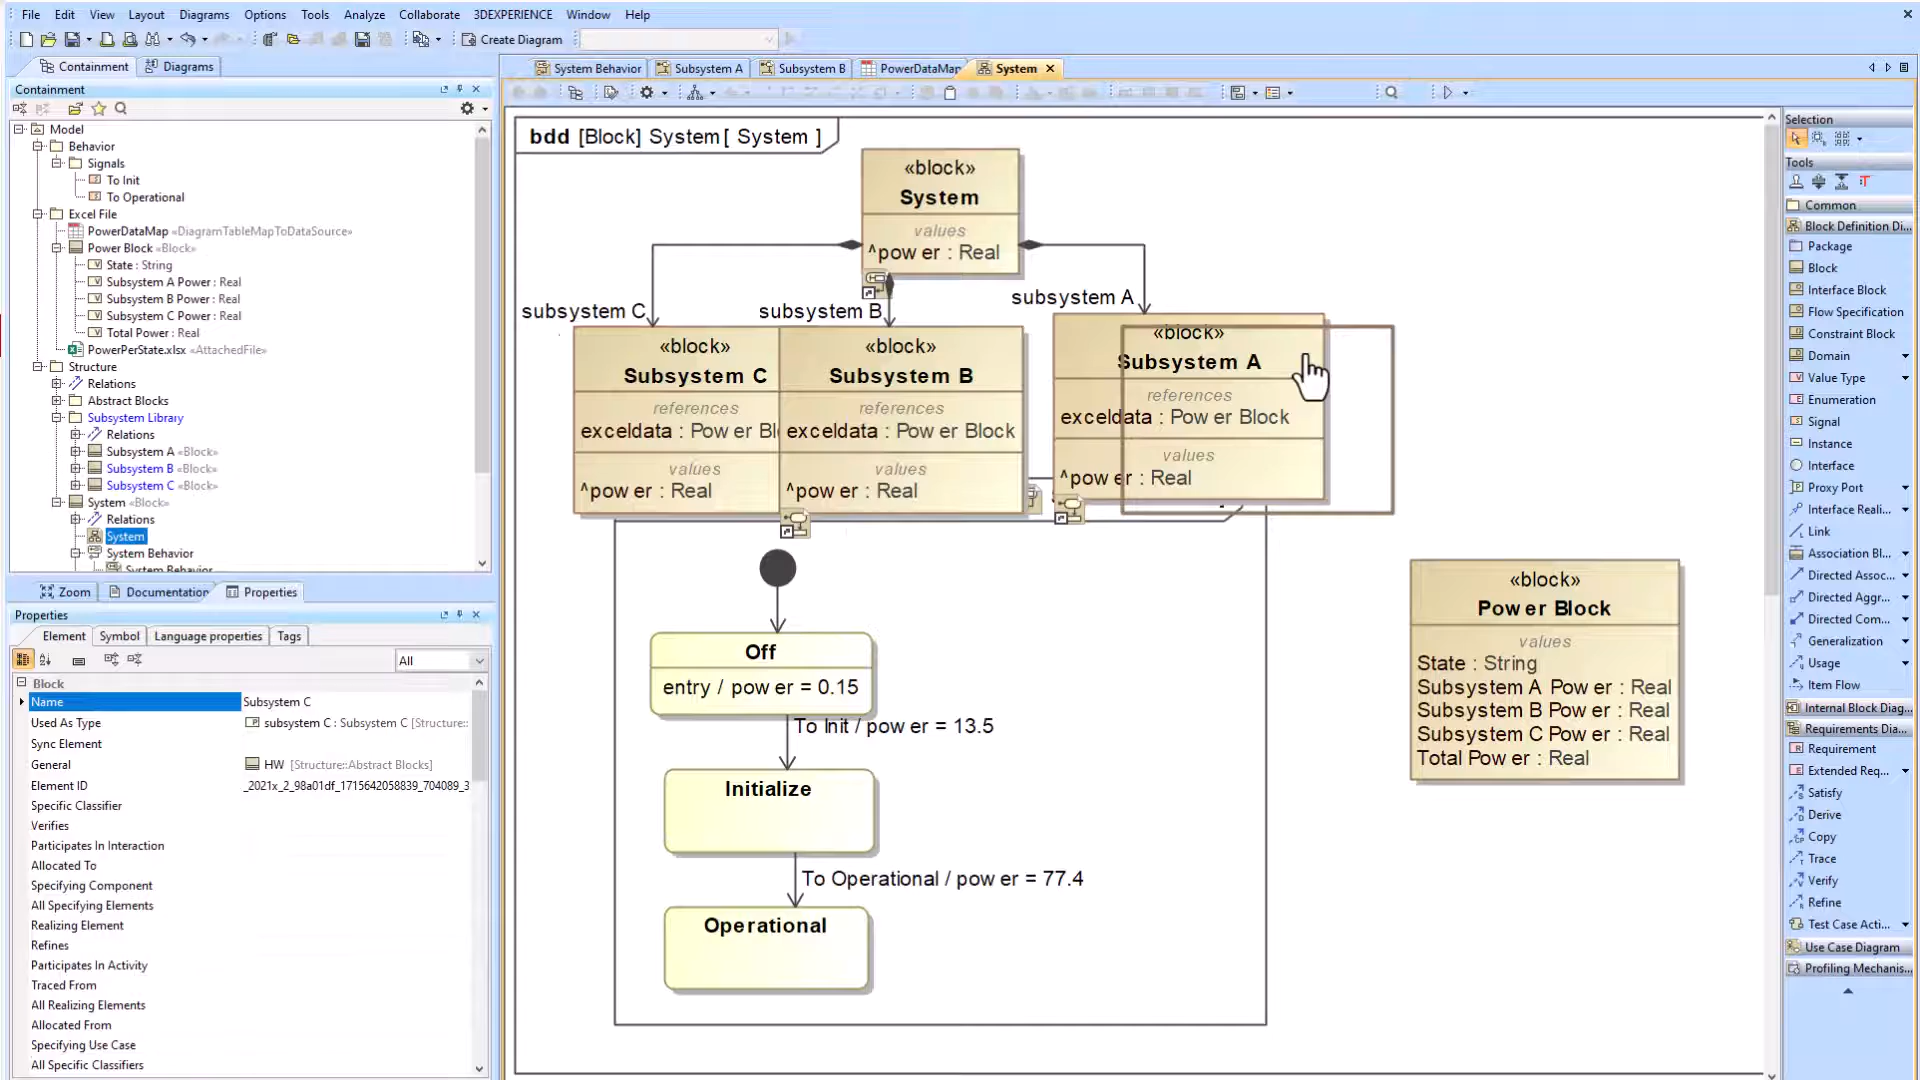 File Edit View Layout Diagrams Options Tools Analyze Collaborate 3DEXPERIENCE Window Help
Create Diagram
Containment Diagrams
Containment
Model
Behavior
Signals
To Init
To Operational
Excel File
PowerDataMap «DiagramTableMapToDataSource»
Power Block «Block»
State : String
Subsystem A Power : Real
Subsystem B Power : Real
Subsystem C Power : Real
Total Power : Real
PowerPerState.xlsx «AttachedFile»
Structure
Relations
Abstract Blocks
Subsystem Library
Relations
Subsystem A «Block»
Subsystem B «Block»
Subsystem C «Block»
System «Block»
Relations
System
System Behavior
System Behavior
Zoom Documentation Properties
Properties
Element Symbol Language properties Tags
All
Block
Name Subsystem C
Used As Type subsystem C : Subsystem C [Structure::
Sync Element
General HW [Structure::Abstract Blocks]
Element ID _2021x_2_98a01df_1715642058839_704089_3
Specific Classifier
Verifies
Participates In Interaction
Allocated To
Specifying Component
All Specifying Elements
Realizing Element
Refines
Participates In Activity
Traced From
All Realizing Elements
Allocated From
Specifying Use Case
All Specific Classifiers
System Behavior Subsystem A Subsystem B PowerDataMap System
bdd [Block] System[ System ]
«block»
System
values
^power : Real
subsystem C
subsystem B
subsystem A
«block»
Subsystem C
references
exceldata : Power Bl
values
^power : Real
«block»
Subsystem B
references
exceldata : Power Block
values
^power : Real
«block»
Subsystem A
references
exceldata : Power Block
values
^power : Real
Off
entry / power = 0.15
To Init / power = 13.5
Initialize
To Operational / power = 77.4
Operational
«block»
Power Block
values
State : String
Subsystem A Power : Real
Subsystem B Power : Real
Subsystem C Power : Real
Total Power : Real
Selection
Tools
Common
Block Definition Di...
Package
Block
Interface Block
Flow Specification
Constraint Block
Domain
Value Type
Enumeration
Signal
Instance
Interface
Proxy Port
Interface Reali...
Link
Association Bl...
Directed Assoc...
Directed Aggr...
Directed Com...
Generalization
Usage
Item Flow
Internal Block Diag...
Requirements Dia...
Requirement
Extended Req...
Satisfy
Derive
Copy
Trace
Verify
Refine
Test Case Acti...
Use Case Diagram
Profiling Mechanis...